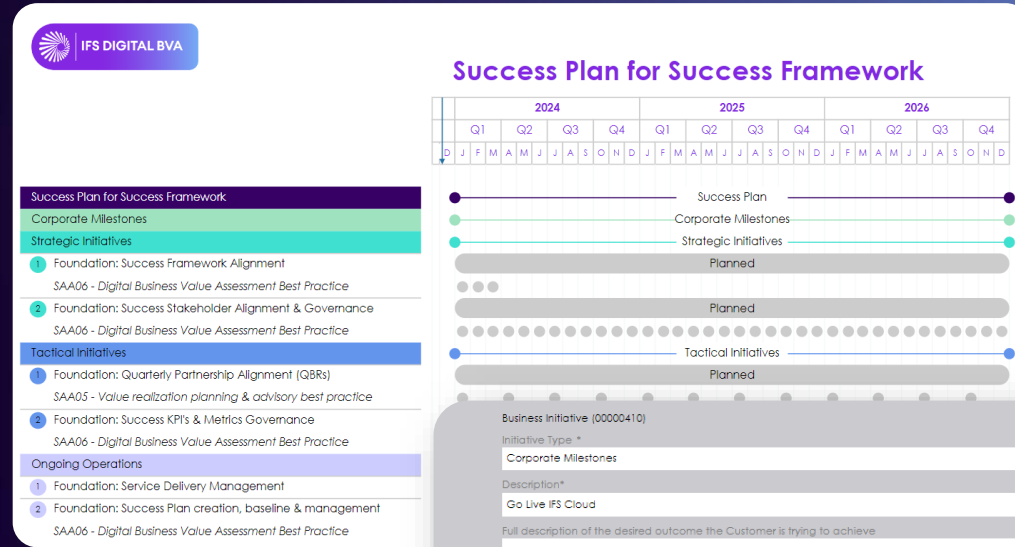 IFS DIGITAL BVA
Success Plan for Success Framework
2024 2025 2026
Q1 Q2 Q3 Q4 Q1 Q2 Q3 Q4 Q1 Q2 Q3 Q4
D J F M A M J J A S O N D J F M A M J J A S O N D J F M A M J J A S O N D
Success Plan for Success Framework Success Plan
Corporate Milestones Corporate Milestones
Strategic Initiatives Strategic Initiatives
1 Foundation: Success Framework Alignment Planned
SAA06 - Digital Business Value Assessment Best Practice
2 Foundation: Success Stakeholder Alignment & Governance Planned
SAA06 - Digital Business Value Assessment Best Practice
Tactical Initiatives Tactical Initiatives
1 Foundation: Quarterly Partnership Alignment (QBRs) Planned
SAA05 - Value realization planning & advisory best practice
2 Foundation: Success KPI's & Metrics Governance
SAA06 - Digital Business Value Assessment Best Practice
Ongoing Operations
1 Foundation: Service Delivery Management
2 Foundation: Success Plan creation, baseline & management
SAA06 - Digital Business Value Assessment Best Practice
Business Initiative (00000410)
Initiative Type *
Corporate Milestones
Description*
Go Live IFS Cloud
Full description of the desired outcome the Customer is trying to achieve